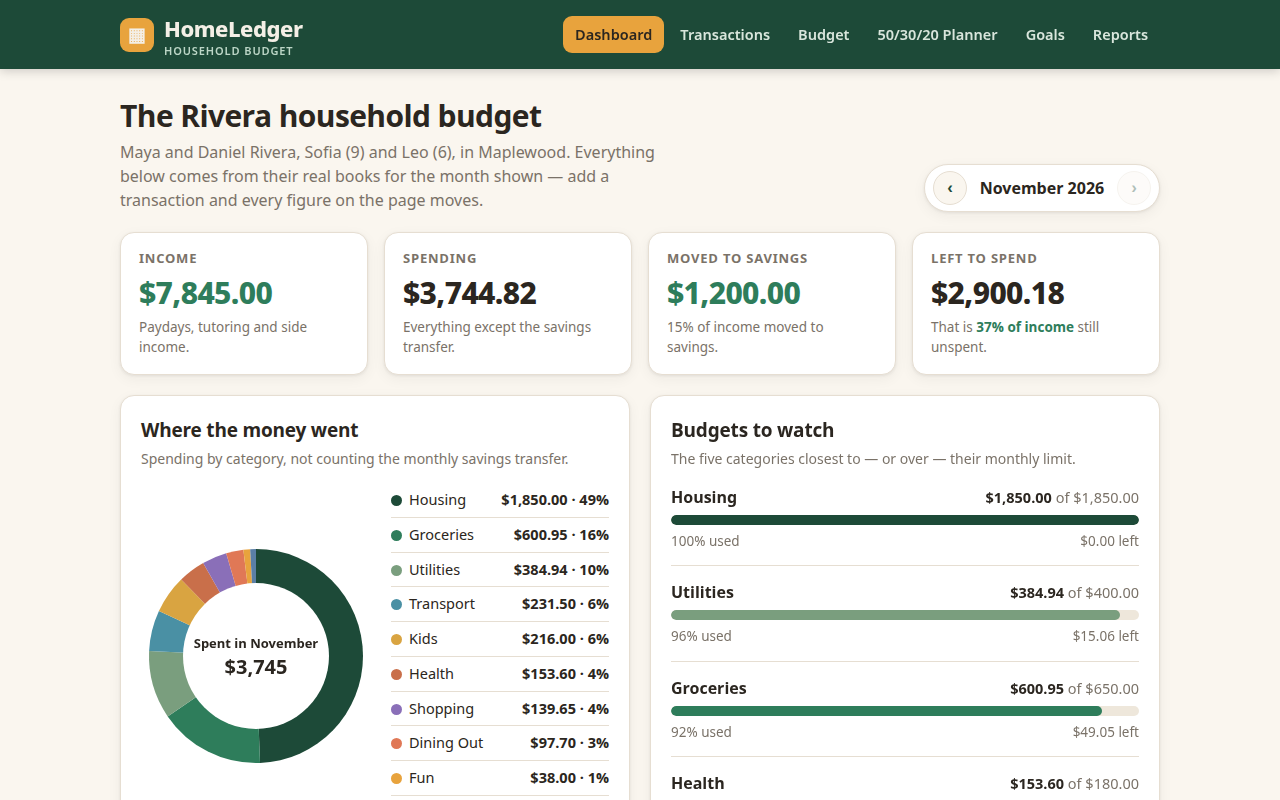 HomeLedger
HOUSEHOLD BUDGET
Dashboard
Transactions
Budget
50/30/20 Planner
Goals
Reports
The Rivera household budget
Maya and Daniel Rivera, Sofia (9) and Leo (6), in Maplewood. Everything
below comes from their real books for the month shown — add a
transaction and every figure on the page moves.
‹ November 2026 ›
INCOME
$7,845.00
Paydays, tutoring and side
income.
SPENDING
$3,744.82
Everything except the savings
transfer.
MOVED TO SAVINGS
$1,200.00
15% of income moved to
savings.
LEFT TO SPEND
$2,900.18
That is 37% of income still
unspent.
Where the money went
Spending by category, not counting the monthly savings transfer.
Spent in November
$3,745
Housing $1,850.00 · 49%
Groceries $600.95 · 16%
Utilities $384.94 · 10%
Transport $231.50 · 6%
Kids $216.00 · 6%
Health $153.60 · 4%
Shopping $139.65 · 4%
Dining Out $97.70 · 3%
Fun $38.00 · 1%
Budgets to watch
The five categories closest to — or over — their monthly limit.
Housing $1,850.00 of $1,850.00
100% used $0.00 left
Utilities $384.94 of $400.00
96% used $15.06 left
Groceries $600.95 of $650.00
92% used $49.05 left
Health $153.60 of $180.00